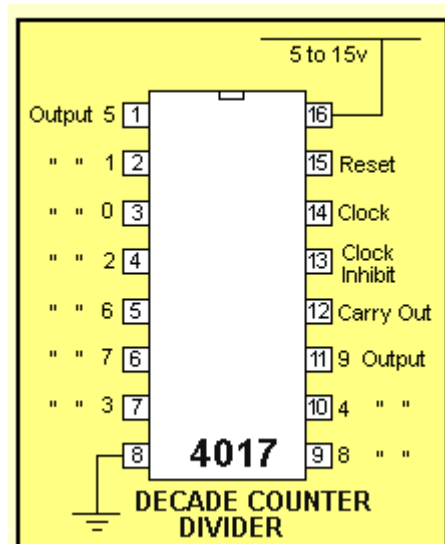 5 to 15v
Output 5 1 16
" " 1 2 15 Reset
" " 0 3 14 Clock
" " 2 4 13 Clock Inhibit
" " 6 5 12 Carry Out
" " 7 6 11 9 Output
" " 3 7 10 4 " "
8 4017 9 8 " "
DECADE COUNTER
DIVIDER